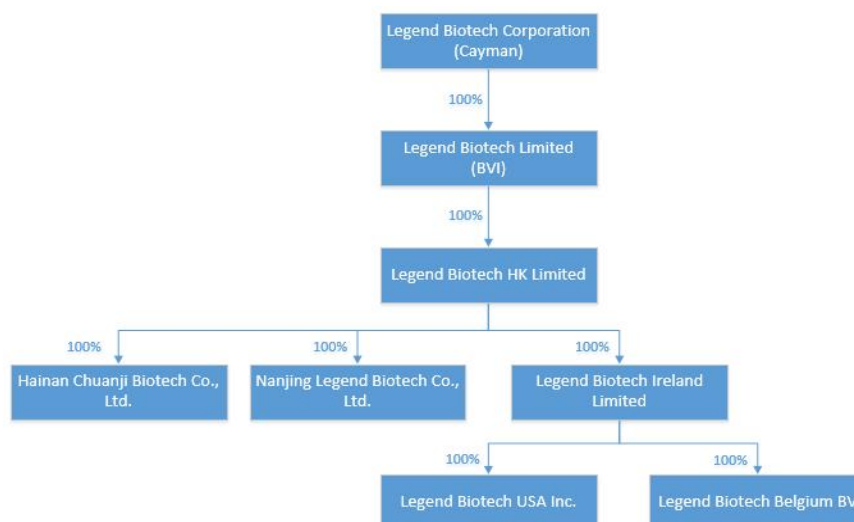 Legend Biotech Corporation
(Cayman)
100%
Legend Biotech Limited
(BVI)
100%
Legend Biotech HK Limited
100%
100%
100%
Hainan Chuanji Biotech Co.,
Ltd.
Nanjing Legend Biotech Co.,
Ltd.
Legend Biotech Ireland
Limited
100%
100%
Legend Biotech USA Inc.
Legend Biotech Belgium BV